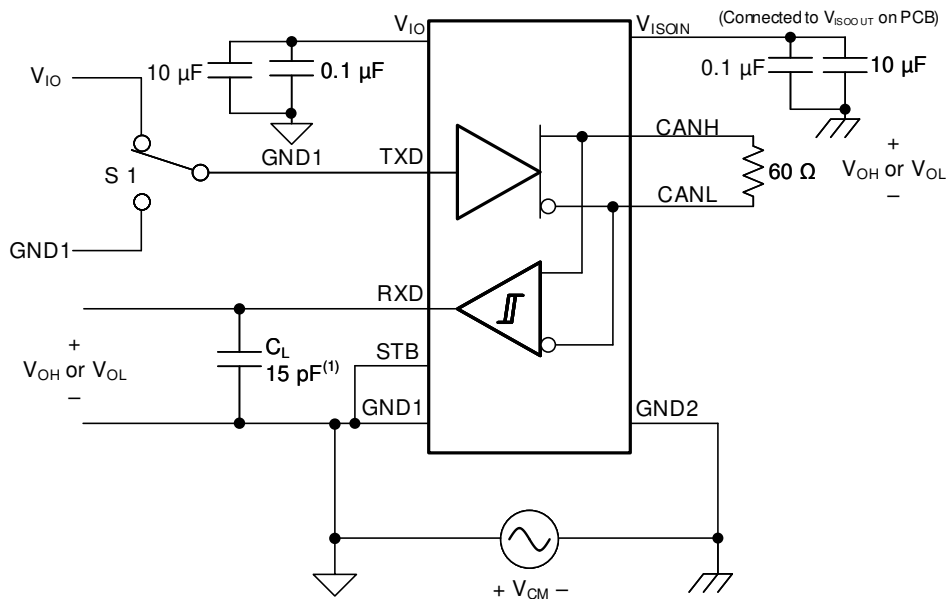 (Connected to VISOOUT on PCB)
VIO
VISOIN
10 µF
0.1 µF
0.1 µF
10 µF
VIO
GND1
TXD
CANH
+
S 1
60 Ω
VOH or VOL
CANL
–
GND1
RXD
+
CL
STB
VOH or VOL
15 pF(1)
–
GND1
GND2
+ VCM –